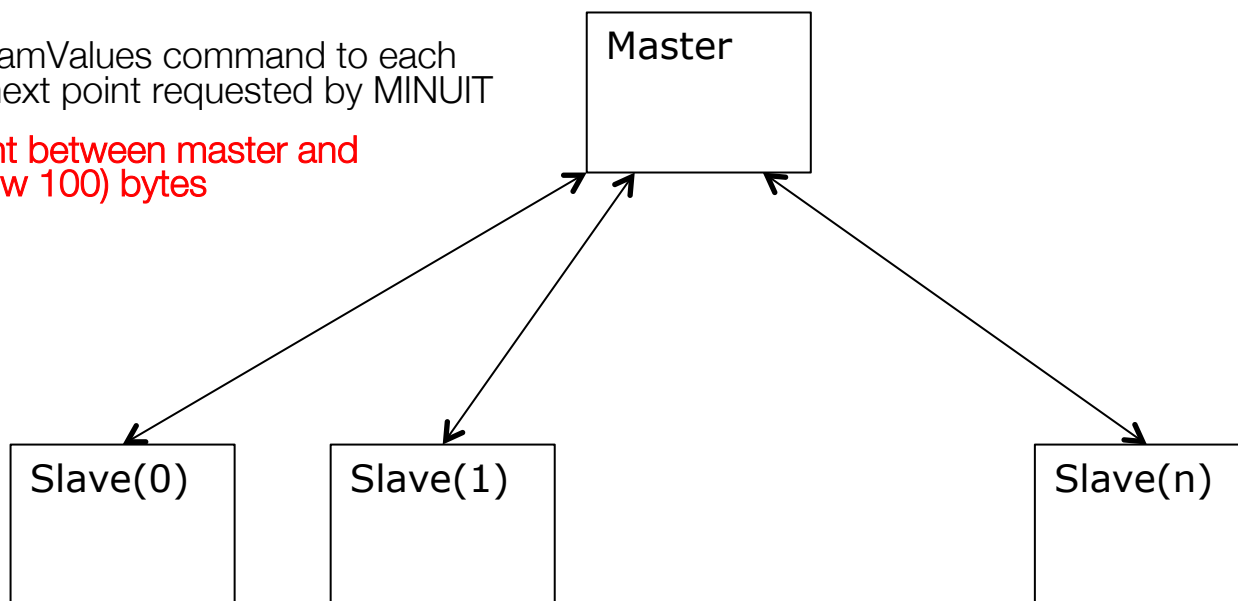 amValues command to each
next point requested by MINUIT
nt between master and
w 100) bytes
Master
Slave(0)
Slave(1)
Slave(n)